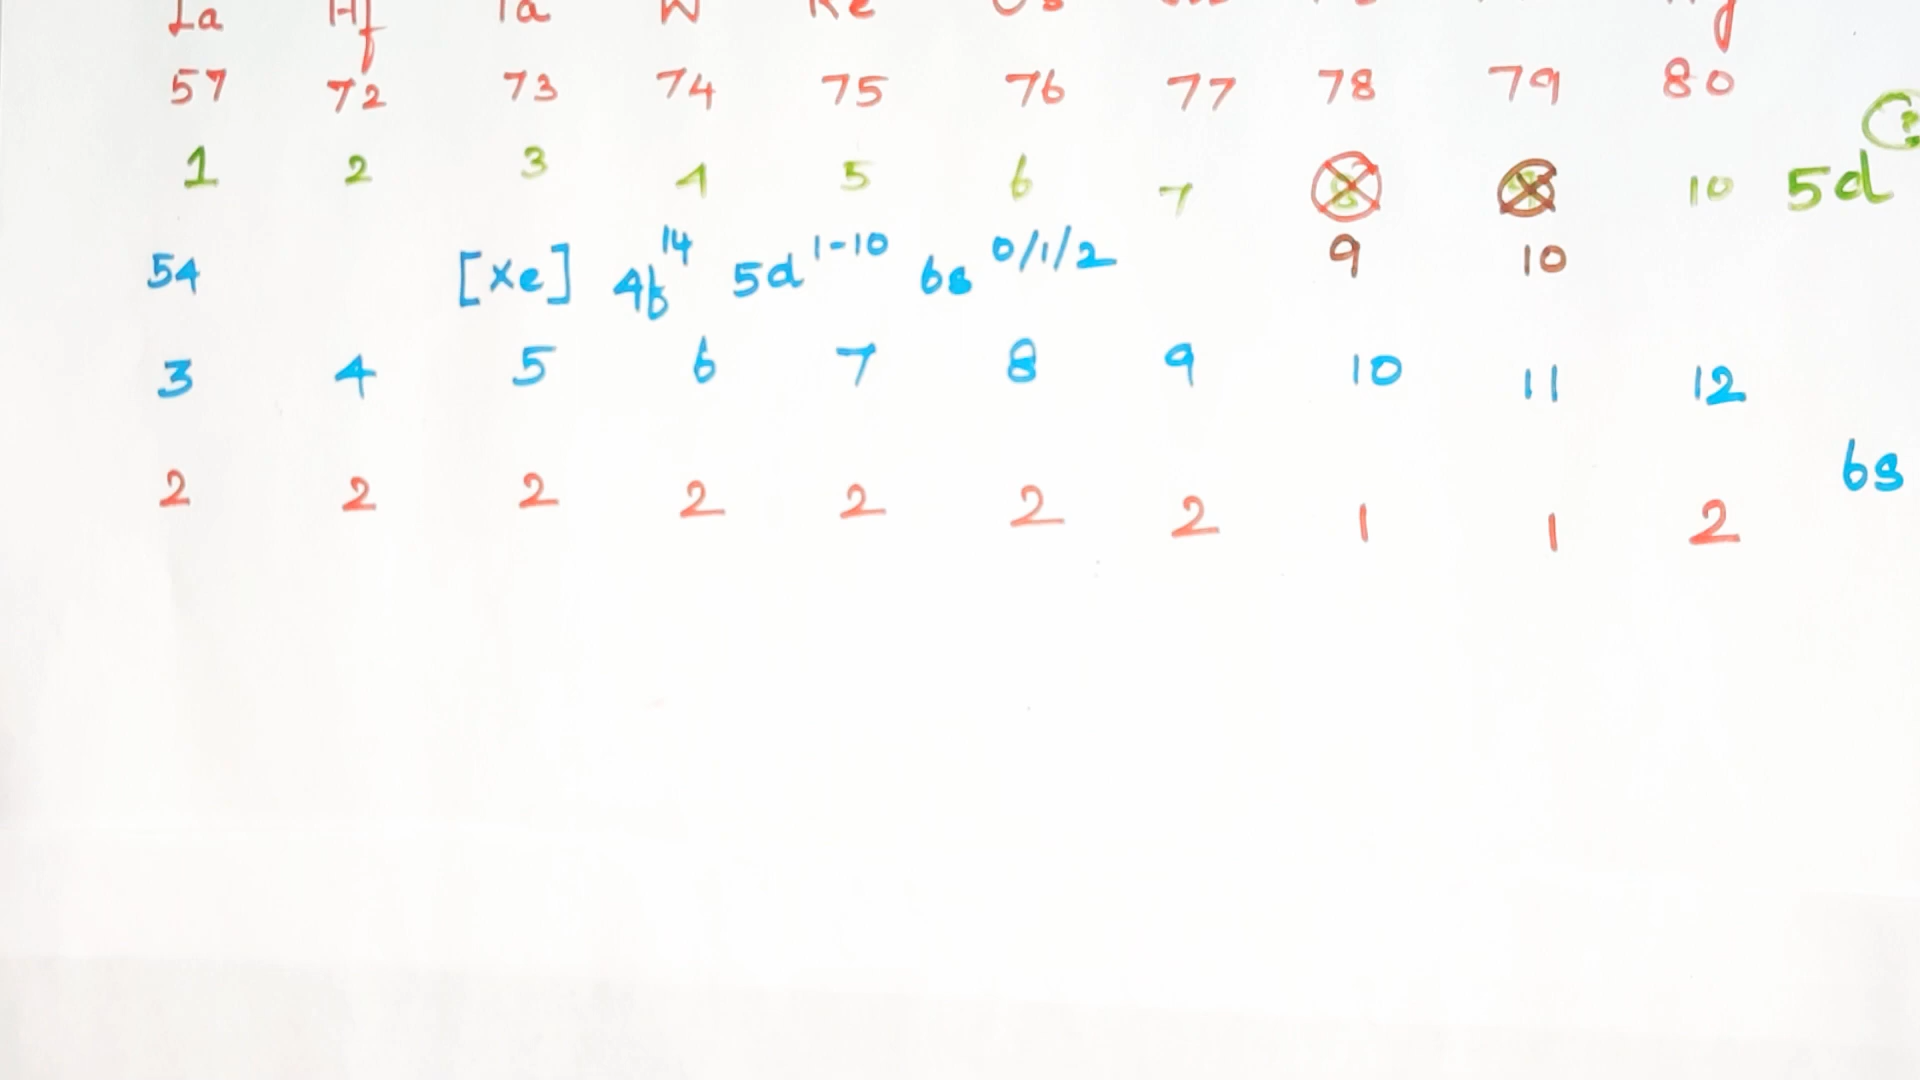 La Hf Ta W Re Os
57 72 73 74 75 76 77 78 79 80
1 2 3 4 5 6 7 8 10 5d
54 [Xe] 4f14 5d1-10 6s0/1/2 9 10
3 4 5 6 7 8 9 10 11 12
6s
2 2 2 2 2 2 2 1 1 2